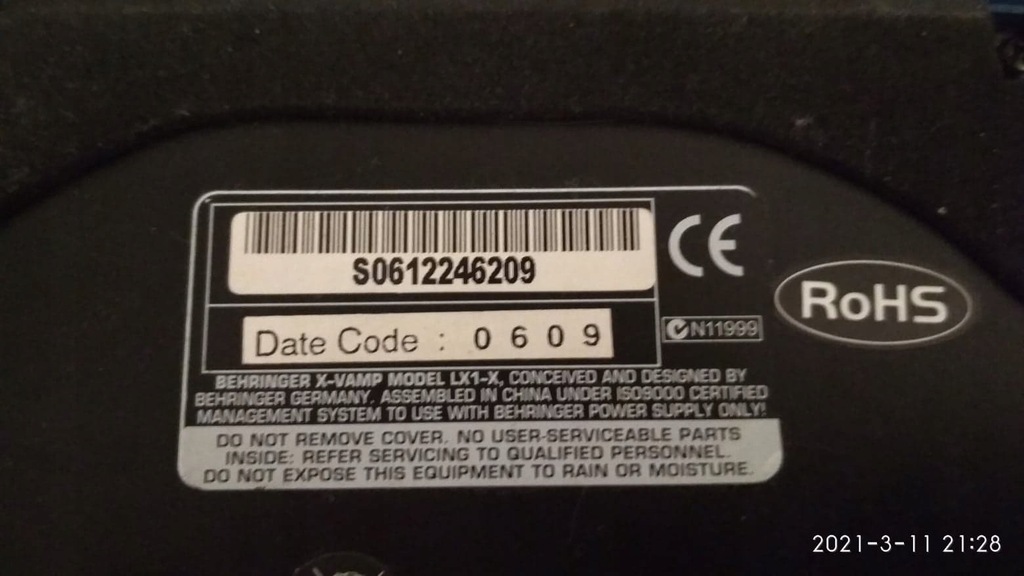 S0612246209
CE
RoHS
N11999
Date Code : 0 6 0 9
BEHRINGER X-VAMP MODEL LX1-X, CONCEIVED AND DESIGNED BY
BEHRINGER GERMANY. ASSEMBLED IN CHINA UNDER ISO9000 CERTIFIED
MANAGEMENT SYSTEM TO USE WITH BEHRINGER POWER SUPPLY ONLY!
DO NOT REMOVE COVER. NO USER-SERVICEABLE PARTS
INSIDE: REFER SERVICING TO QUALIFIED PERSONNEL.
DO NOT EXPOSE THIS EQUIPMENT TO RAIN OR MOISTURE.
2021-3-11 21:28